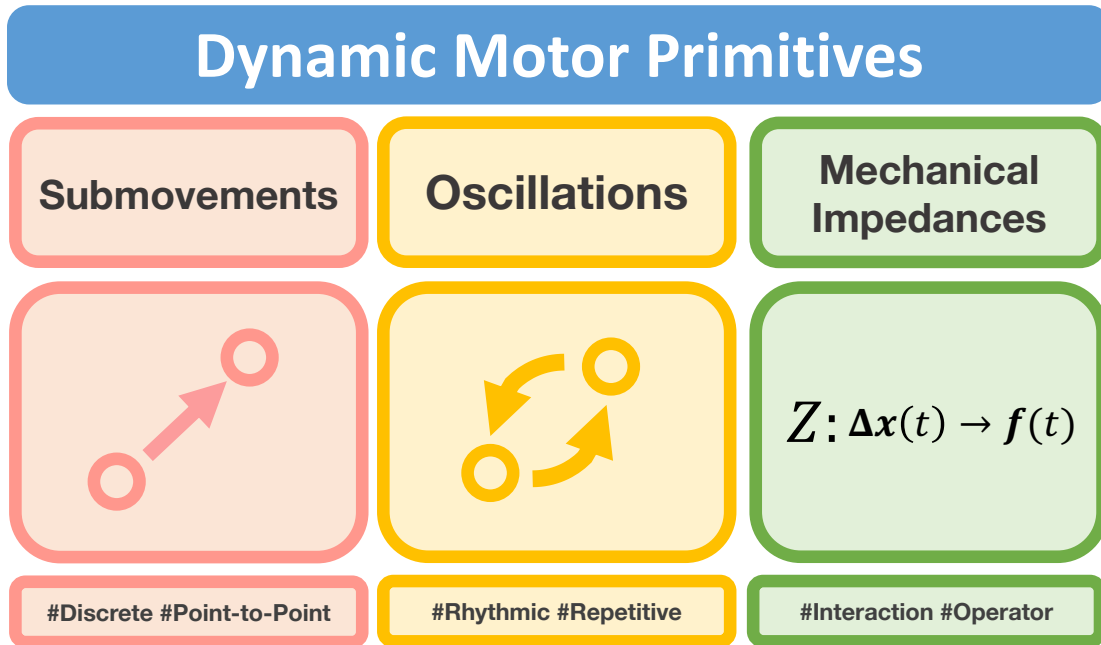 Dynamic Motor Primitives
Submovements
Oscillations
Mechanical
Impedances
Z: Δx(t) → f(t)
#Discrete #Point-to-Point
#Rhythmic #Repetitive
#Interaction #Operator